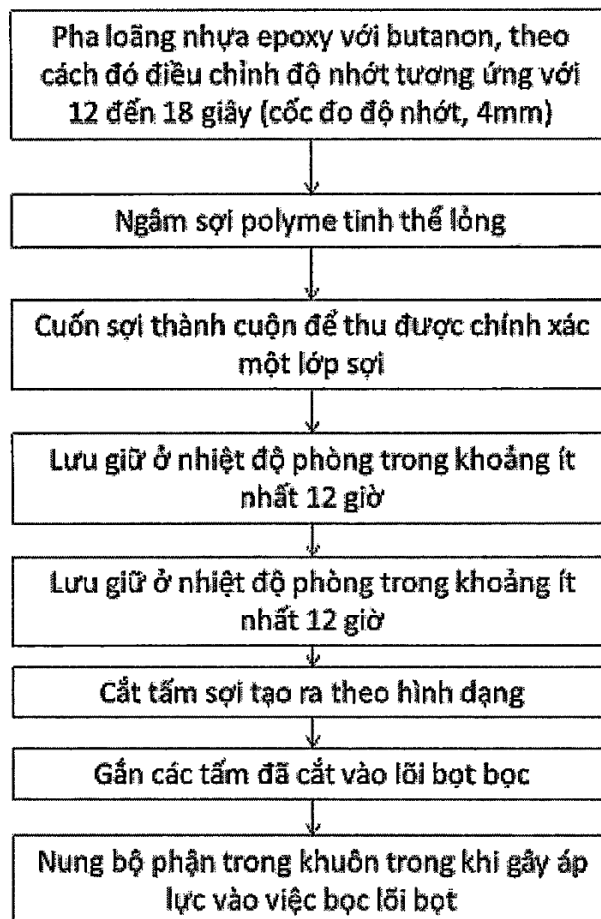 Pha loãng nhựa epoxy với butanon, theo
cách đó điều chỉnh độ nhớt tương ứng với
12 đến 18 giây (cốc đo độ nhớt, 4mm)
Ngâm sợi polyme tinh thể lỏng
Cuốn sợi thành cuộn để thu được chính xác
một lớp sợi
Lưu giữ ở nhiệt độ phòng trong khoảng ít
nhất 12 giờ
Lưu giữ ở nhiệt độ phòng trong khoảng ít
nhất 12 giờ
Cắt tấm sợi tạo ra theo hình dạng
Gắn các tấm đã cắt vào lõi bọt bọc
Nung bộ phận trong khuôn trong khi gây áp
lực vào việc bọc lõi bọt